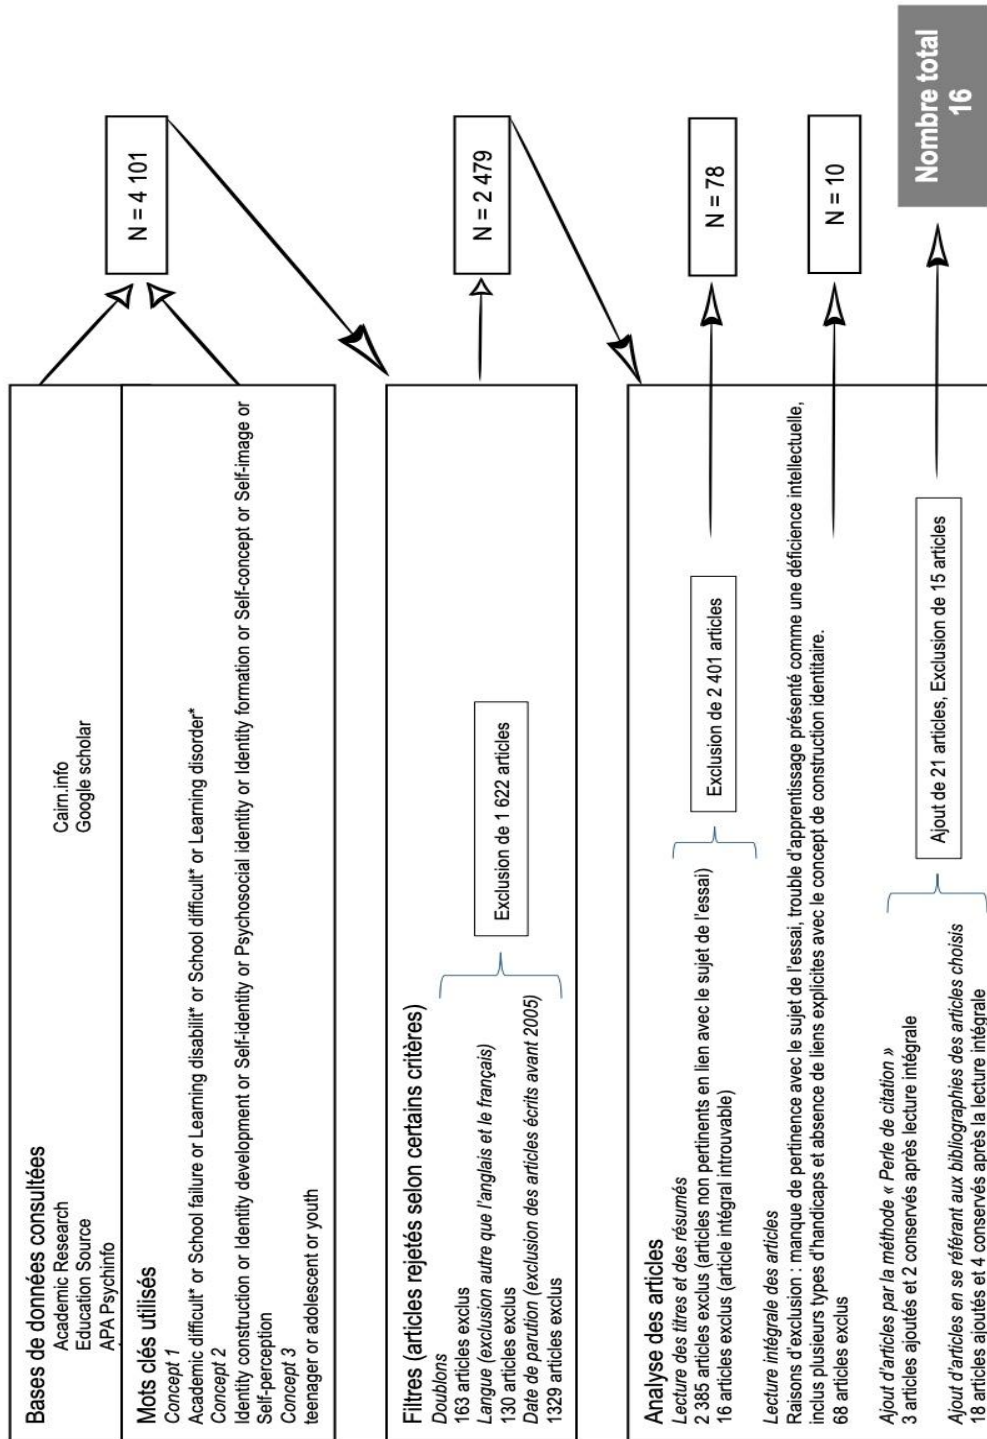 Bases de données consultées
Academic Research
Education Source
APA Psychinfo
Cairn.info
Google scholar
Mots clés utilisés
Concept 1
Academic difficult* or School failure or Learning disabilit* or School difficult* or Learning disorder*
Concept 2
Identity construction or Identity development or Self-identity or Psychosocial identity or Identity formation or Self-concept or Self-image or
Self-perception
Concept 3
teenager or adolescent or youth
N = 4 101
Filtres (articles rejetés selon certains critères)
Doublons
163 articles exclus
Langue (exclusion autre que l'anglais et le français)
130 articles exclus
Date de parution (exclusion des articles écrits avant 2005)
1329 articles exclus
Exclusion de 1 622 articles
N = 2 479
Analyse des articles
Lecture des titres et des résumés
2 385 articles exclus (articles non pertinents en lien avec le sujet de l'essai)
16 articles exclus (article intégral introuvable)
Exclusion de 2 401 articles
N = 78
Lecture intégrale des articles
Raisons d'exclusion : manque de pertinence avec le sujet de l'essai, trouble d'apprentissage présenté comme une déficience intellectuelle,
inclus plusieurs types d'handicaps et absence de liens explicites avec le concept de construction identitaire.
68 articles exclus
N = 10
Ajout d'articles par la méthode « Perle de citation »
3 articles ajoutés et 2 conservés après lecture intégrale
Ajout d'articles en se référant aux bibliographies des articles choisis
18 articles ajoutés et 4 conservés après la lecture intégrale
Ajout de 21 articles, Exclusion de 15 articles
Nombre total
16